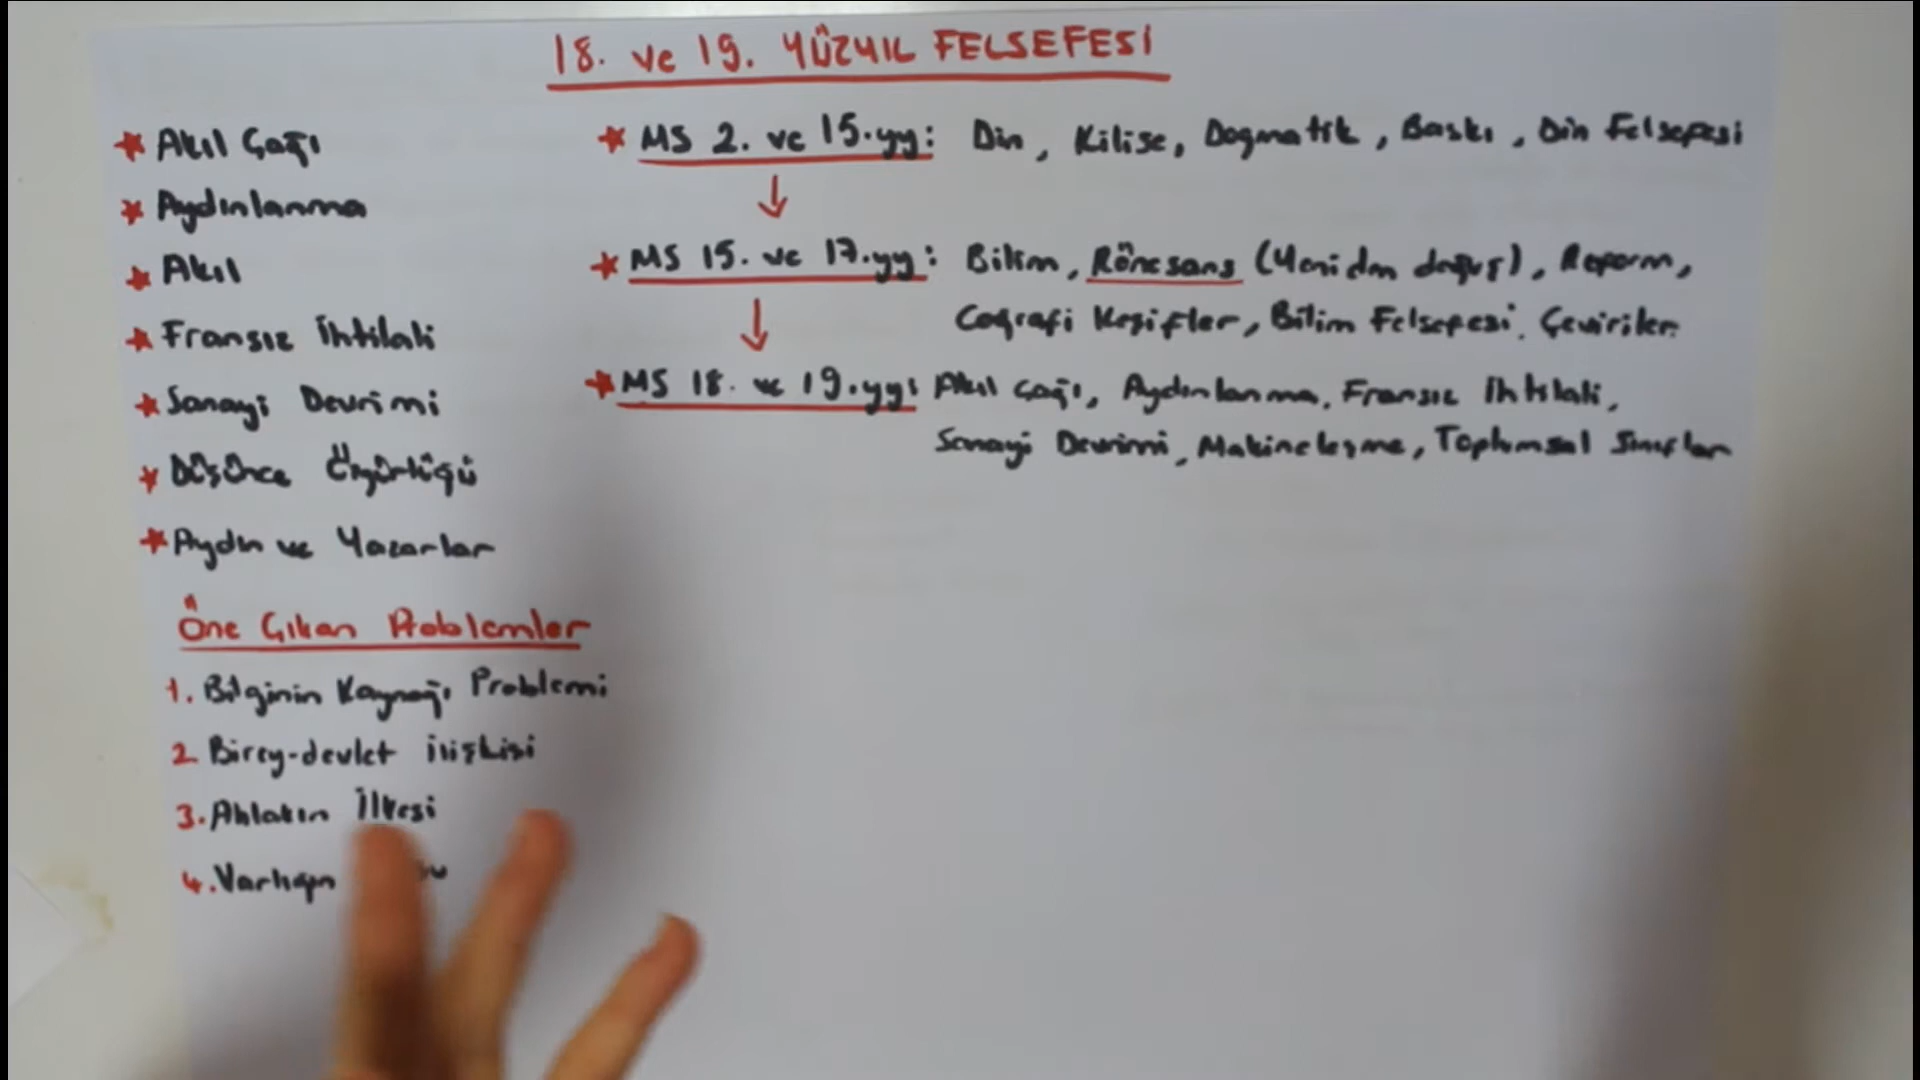 18. ve 19. YÜZYIL FELSEFESİ
Akıl Çağı
Aydınlanma
Akıl
Fransız İhtilali
Sanayi Devrimi
Düşünce Özgürlüğü
Aydın ve Yazarlar
Öne Çıkan Problemler
1. Bilginin Kaynağı Problemi
2 Birey-devlet ilişkisi
3. Ahlakın İlkesi
4. Varlığın
MS 2. ve 15.yy: Din, Kilise, Dogmatik, Baskı, Din Felsefesi
MS 15. ve 17.yy: Bilim, Rönesans (Yeniden doğuş), Reform,
Coğrafi Keşifler, Bilim Felsefesi. Çeviriler.
MS 18. ve 19.yy: Akıl Çağı, Aydınlanma, Fransız İhtilali,
Sanayi Devrimi, Makineleşme, Toplumsal Sınıflar